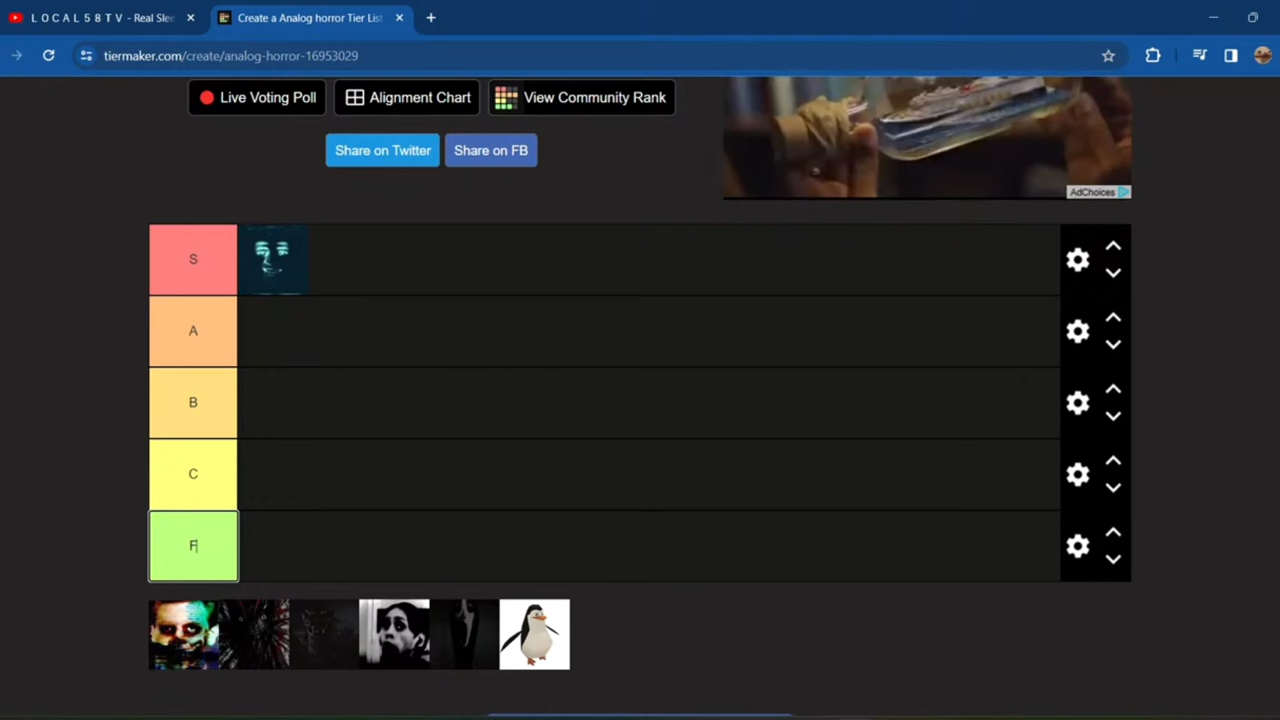 L O C A L 5 8 T V - Real Slee
Create a Analog horror Tier List
tiermaker.com/create/analog-horror-16953029
Live Voting Poll
Alignment Chart
View Community Rank
Share on Twitter
Share on FB
AdChoices
S
A
B
C
F